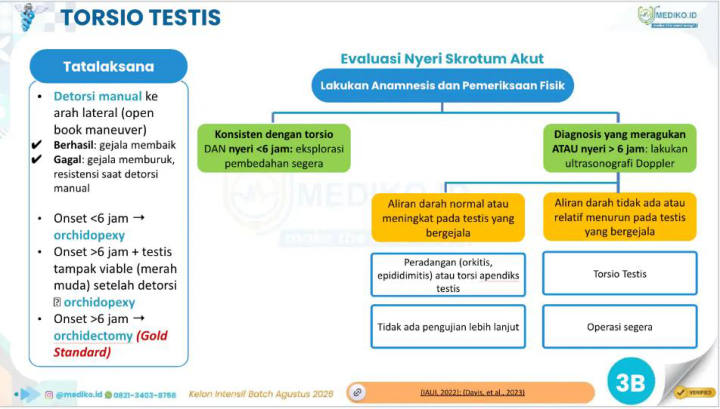 TORSIO TESTIS
MEDIKO.ID
Tatalaksana
• Detorsi manual ke
arah lateral (open
book maneuver)
✔ Berhasil: gejala membaik
✔ Gagal: gejala memburuk,
resistensi saat detorsi
manual
• Onset <6 jam →
orchidopexy
• Onset >6 jam + testis
tampak viable (merah
muda) setelah detorsi
orchidopexy
• Onset >6 jam →
orchidectomy (Gold
Standard)
Evaluasi Nyeri Skrotum Akut
Lakukan Anamnesis dan Pemeriksaan Fisik
Konsisten dengan torsio
DAN nyeri <6 jam: eksplorasi
pembedahan segera
Diagnosis yang meragukan
ATAU nyeri > 6 jam: lakukan
ultrasonografi Doppler
Aliran darah normal atau
meningkat pada testis yang
bergejala
Aliran darah tidak ada atau
relatif menurun pada testis
yang bergejala
Peradangan (orkitis,
epididimitis) atau torsi apendiks
testis
Torsio Testis
Tidak ada pengujian lebih lanjut
Operasi segera
MEDIKO.ID
@mediko.id 0821-3403-8768
Kelan Intensif Batch Agustus 2026
(IAUI, 2022); (Davis, et al., 2023)
3B
VERIFIED